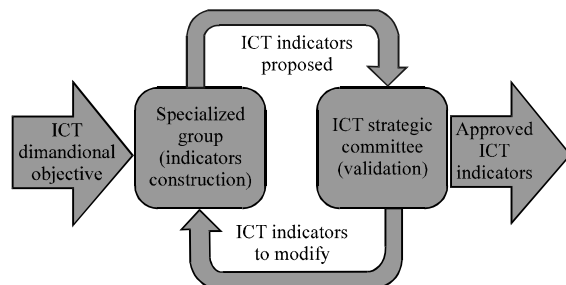 ICT indicators
proposed
ICT
dimandional
objective
Specialized
group
(indicators
construction)
ICT strategic
committee
(validation)
Approved
ICT
indicators
ICT indicators
to modify